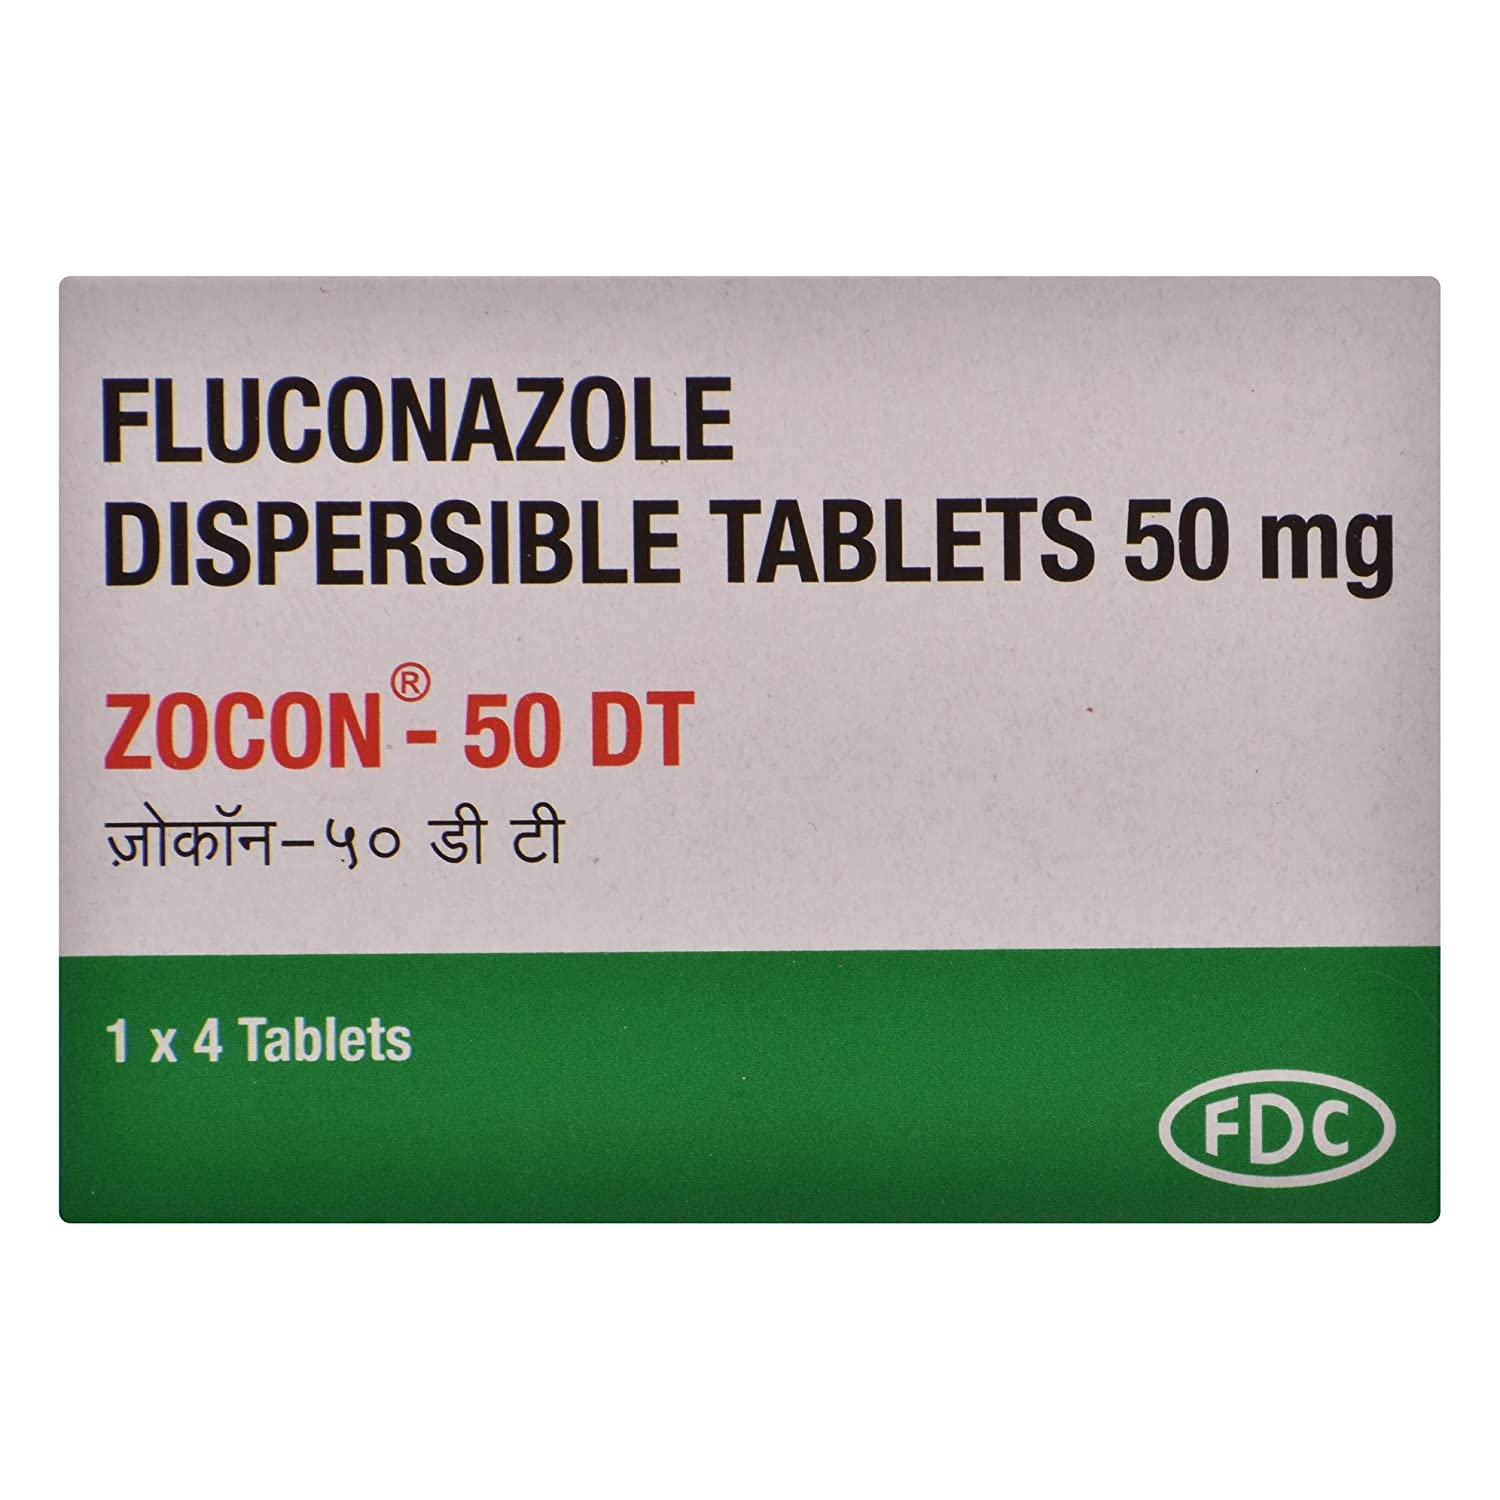 FLUCONAZOLE
DISPERSIBLE TABLETS 50 mg
ZOCON® - 50 DT
ज़ोकॉन-५० डी टी
1 x 4 Tablets
FDC